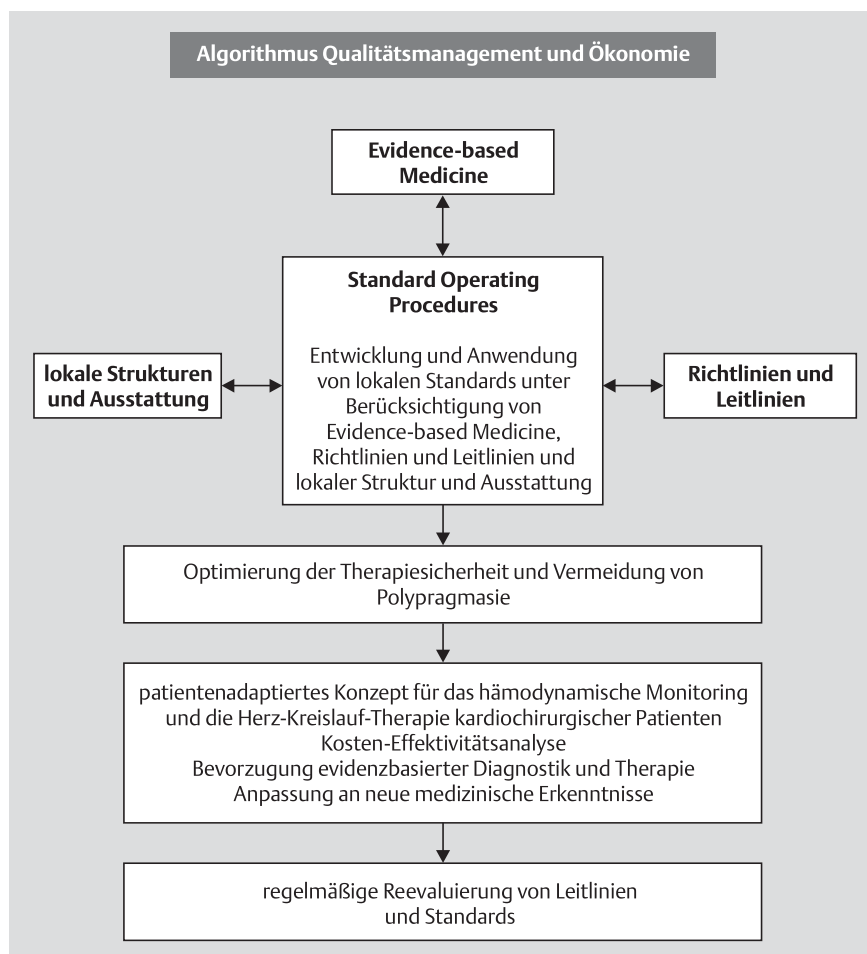 Algorithmus Qualitätsmanagement und Ökonomie
Evidence-based
Medicine
Standard Operating
Procedures
Entwicklung und Anwendung
von lokalen Standards unter
Berücksichtigung von
Evidence-based Medicine,
Richtlinien und Leitlinien und
lokaler Struktur und Ausstattung
lokale Strukturen
und Ausstattung
Richtlinien und
Leitlinien
Optimierung der Therapiesicherheit und Vermeidung von
Polypragmasie
patientenadaptiertes Konzept für das hämodynamische Monitoring
und die Herz-Kreislauf-Therapie kardiochirurgischer Patienten
Kosten-Effektivitätsanalyse
Bevorzugung evidenzbasierter Diagnostik und Therapie
Anpassung an neue medizinische Erkenntnisse
regelmäßige Reevaluierung von Leitlinien
und Standards